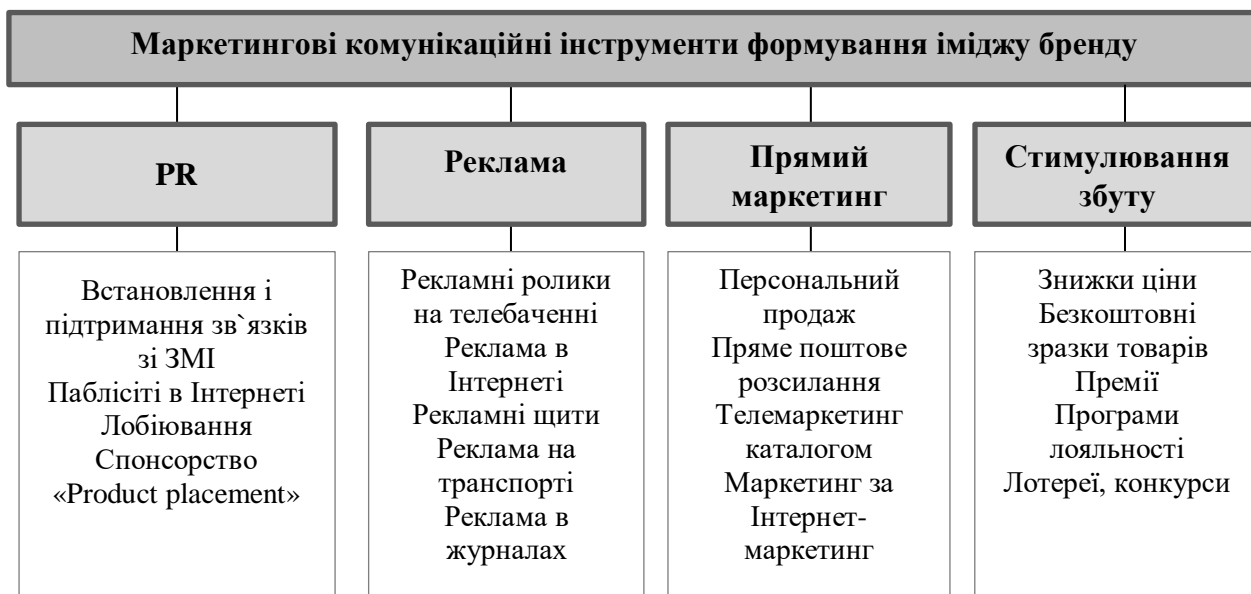 Маркетингові комунікаційні інструменти формування іміджу бренду
PR
Встановлення і
підтримання зв`язків
зі ЗМІ
Паблісіті в Інтернеті
Лобіювання
Спонсорство
«Product placement»
Реклама
Рекламні ролики
на телебаченні
Реклама в
Інтернеті
Рекламні щити
Реклама на
транспорті
Реклама в
журналах
Прямий
маркетинг
Персональний
продаж
Пряме поштове
розсилання
Телемаркетинг
каталогом
Маркетинг за
Інтернет-
маркетинг
Стимулювання
збуту
Знижки ціни
Безкоштовні
зразки товарів
Премії
Програми
лояльності
Лотереї, конкурси